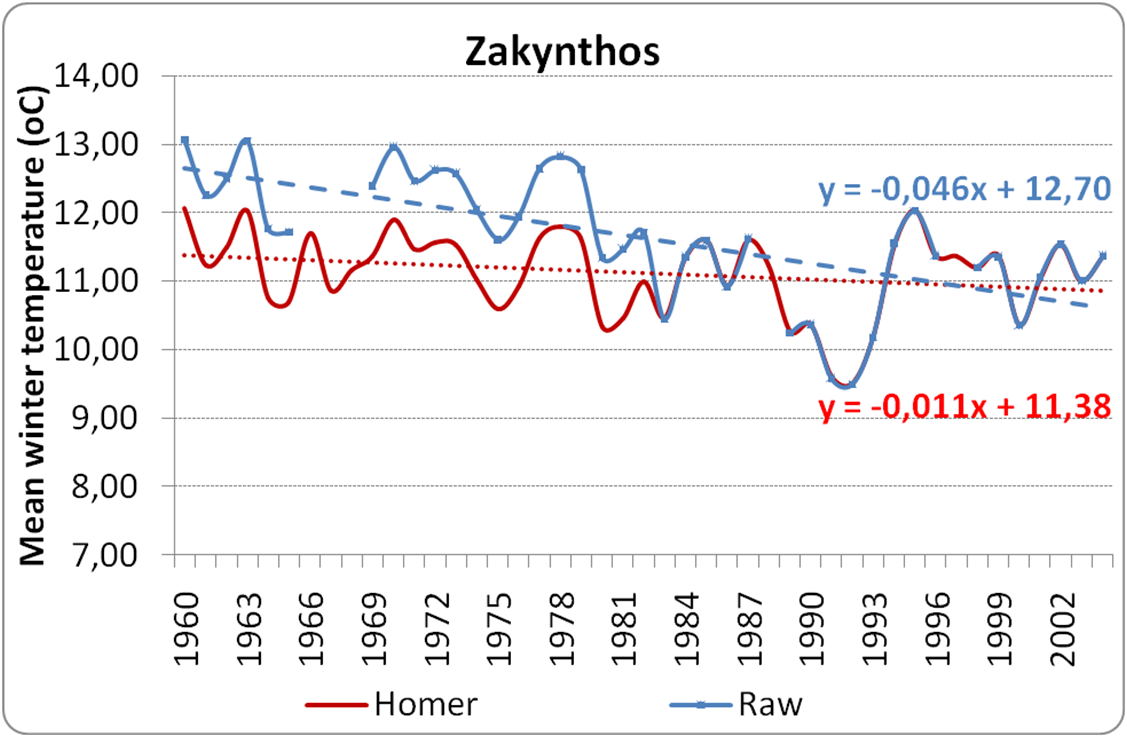 Zakynthos
Mean winter temperature (oC)
14,00
13,00
12,00
11,00
10,00
9,00
8,00
7,00
y = -0,046x + 12,70
y = -0,011x + 11,38
1960 1963 1966 1969 1972 1975 1978 1981 1984 1987 1990 1993 1996 1999 2002
Homer Raw